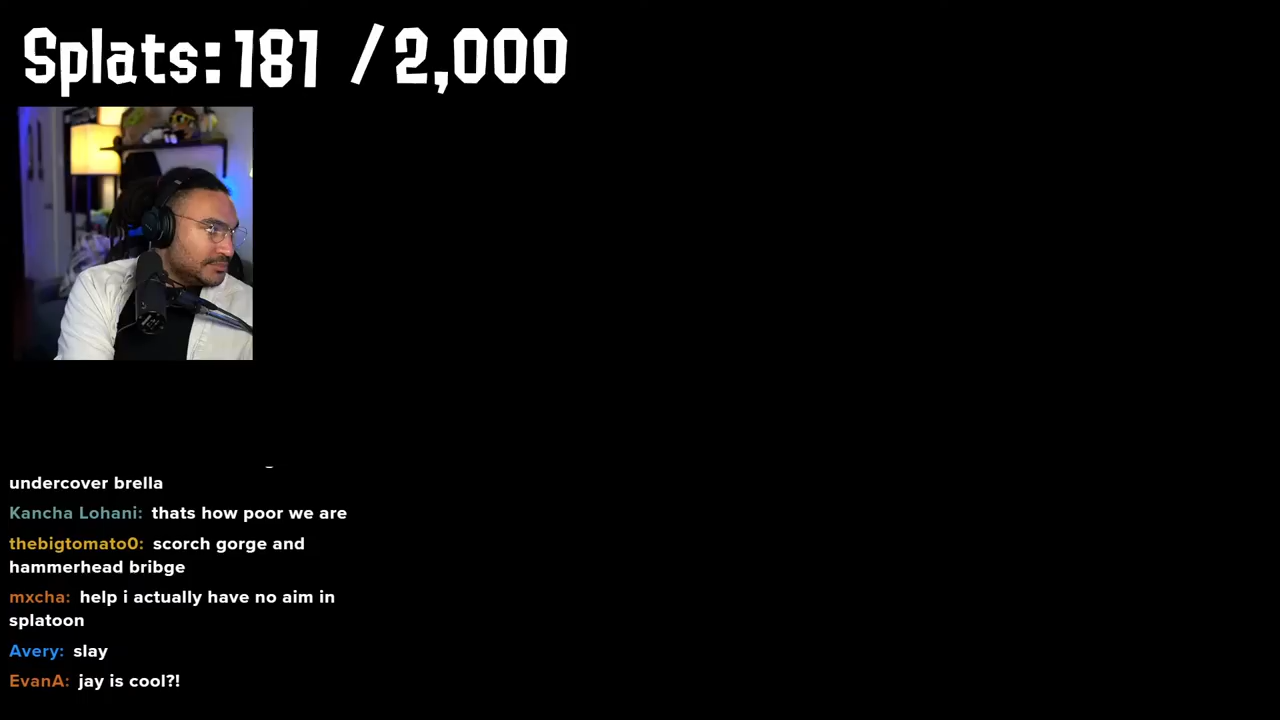 Splats: 181 / 2,000
undercover brella
Kancha Lohani: thats how poor we are
thebigtomato0: scorch gorge and
hammerhead bribge
mxcha: help i actually have no aim in
splatoon
Avery: slay
EvanA: jay is cool?!